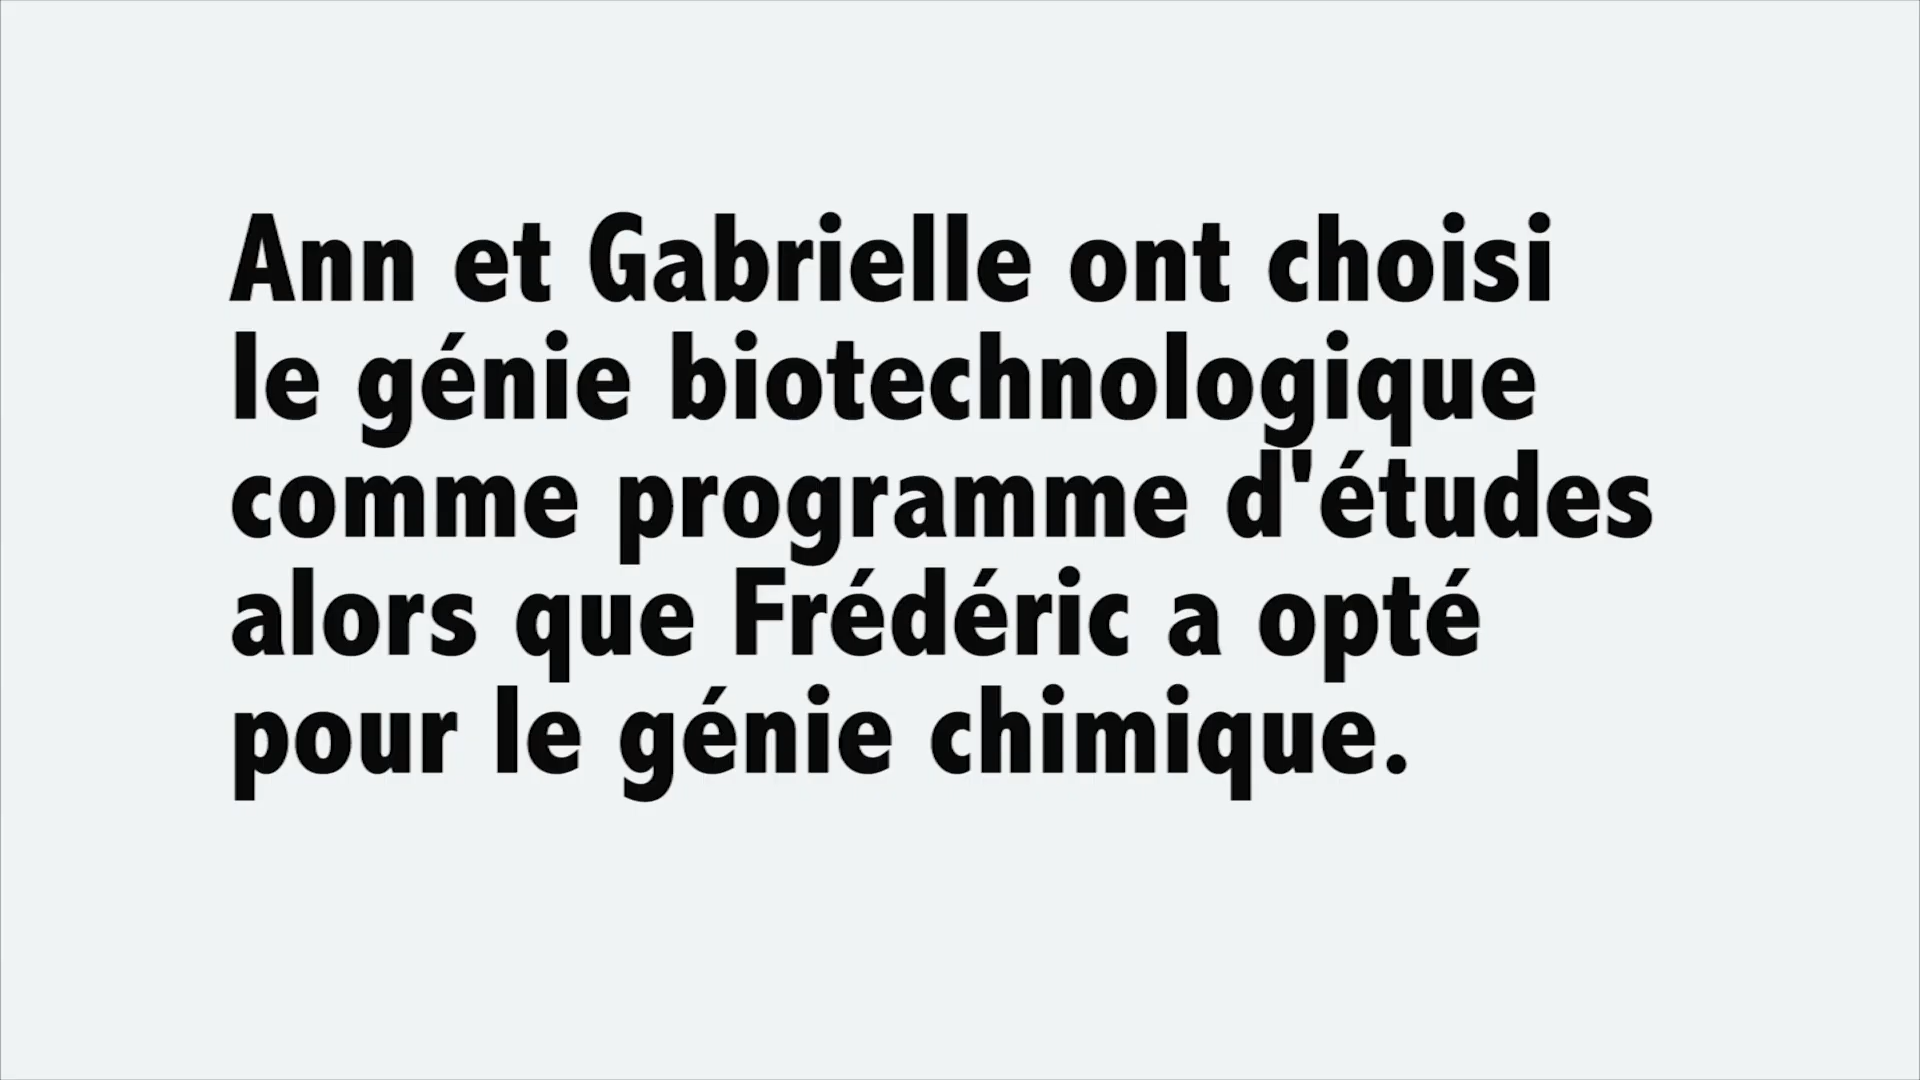 Ann et Gabrielle ont choisi
le génie biotechnologique
comme programme d'études
alors que Frédéric a opté
pour le génie chimique.